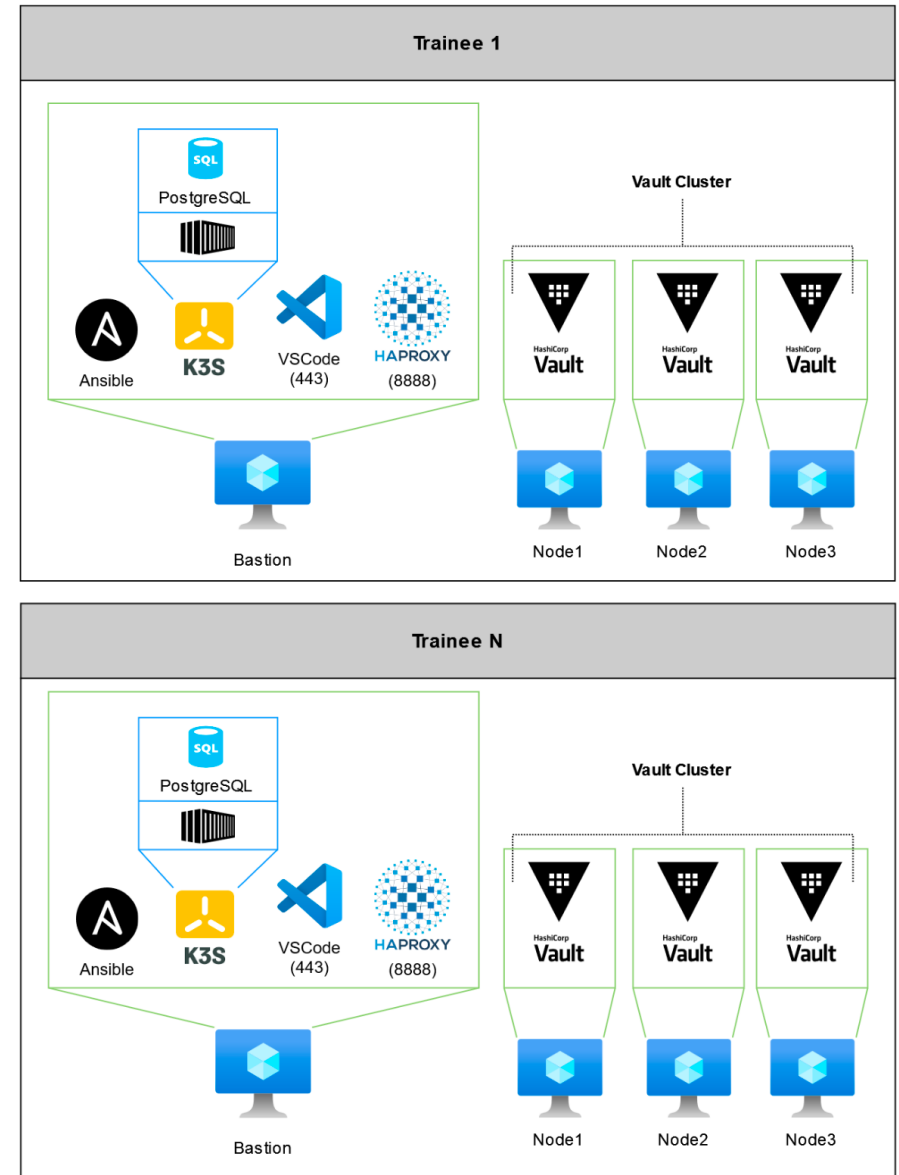 Trainee 1
SQL
PostgreSQL
Vault Cluster
Ansible
K3S
VSCode
(443)
HAPROXY
(8888)
HashiCorp
Vault
HashiCorp
Vault
HashiCorp
Vault
Bastion
Node1
Node2
Node3
Trainee N
SQL
PostgreSQL
Vault Cluster
Ansible
K3S
VSCode
(443)
HAPROXY
(8888)
HashiCorp
Vault
HashiCorp
Vault
HashiCorp
Vault
Bastion
Node1
Node2
Node3